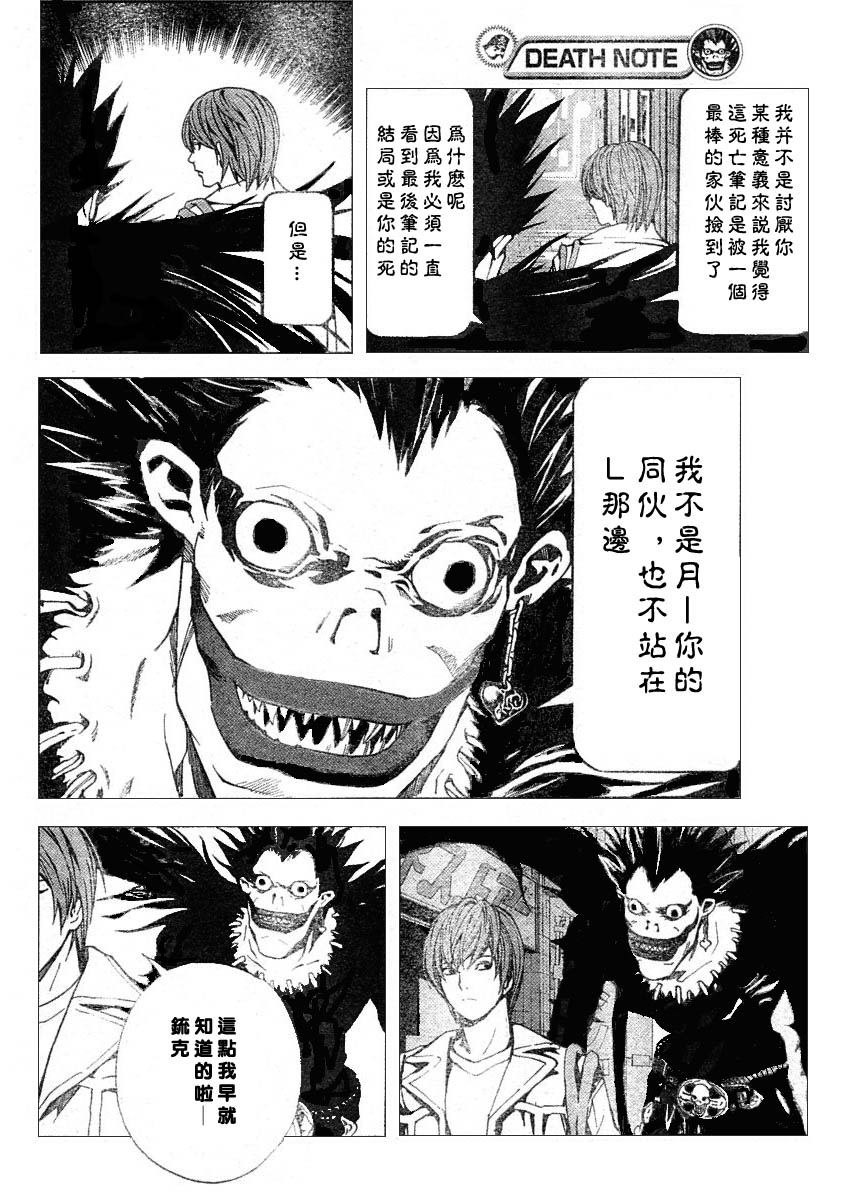 DEATH NOTE
我并不是討厭你
某種意義來說我覺得
這死亡筆記是被一個
最棒的家伙撿到了
爲什麽呢
因爲我必須一直
看到最後筆記的
結局或是你的死
但是…
我不是月—你的
同伙，也不站在
L那邊
這點我早就
知道的啦—
銃克